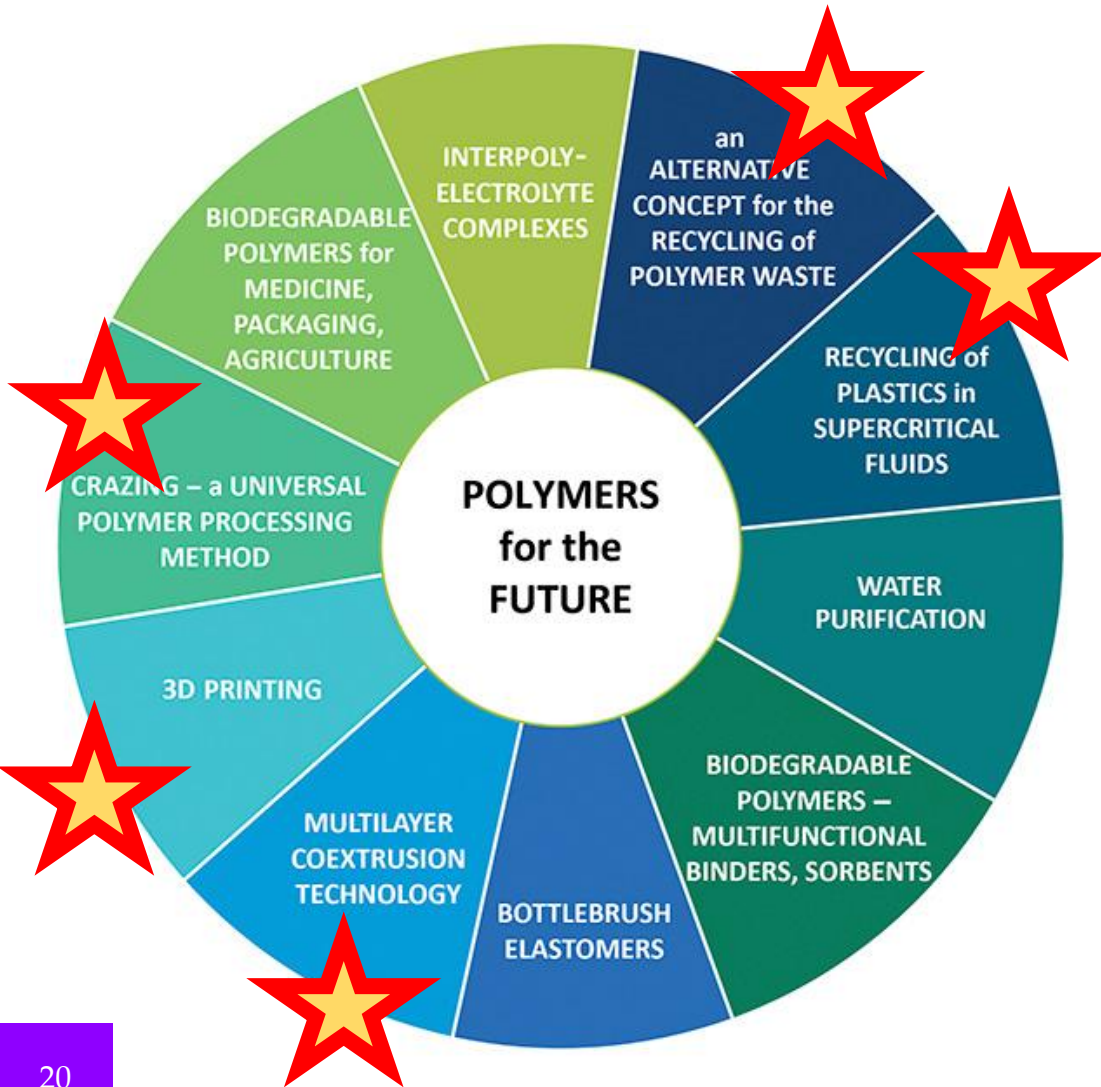 POLYMERS
for the
FUTURE
INTERPOLY-
ELECTROLYTE
COMPLEXES
an
ALTERNATIVE
CONCEPT for the
RECYCLING of
POLYMER WASTE
RECYCLING of
PLASTICS in
SUPERCRITICAL
FLUIDS
WATER
PURIFICATION
BIODEGRADABLE
POLYMERS –
MULTIFUNCTIONAL
BINDERS, SORBENTS
BOTTLEBRUSH
ELASTOMERS
MULTILAYER
COEXTRUSION
TECHNOLOGY
3D PRINTING
CRAZING – a UNIVERSAL
POLYMER PROCESSING
METHOD
BIODEGRADABLE
POLYMERS for
MEDICINE,
PACKAGING,
AGRICULTURE
20